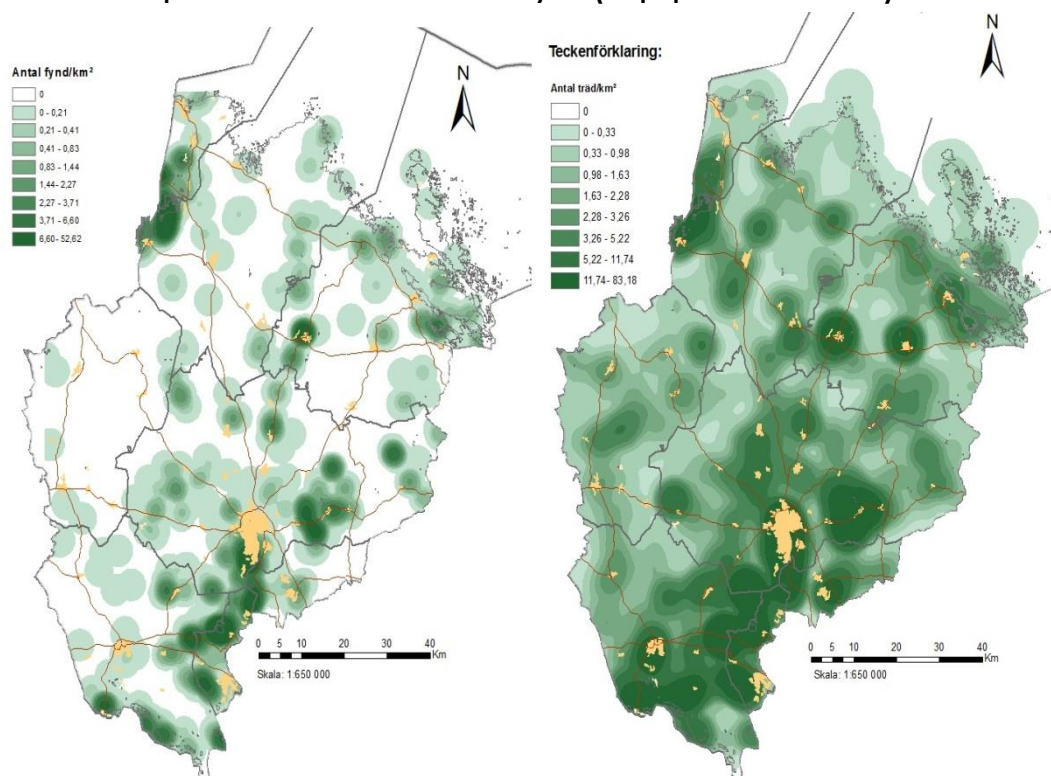 Antal fynd/km²
0
0 - 0,21
0,21 - 0,41
0,41 - 0,83
0,83 - 1,44
1,44- 2,27
2,27 - 3,71
3,71 - 6,60
6,60- 52,62
N
0 5 10 20 30 40
Km
Skala: 1:650 000
Teckenförklaring:
Antal träd/km²
0
0 - 0,33
0,33 - 0,98
0,98 - 1,63
1,63 - 2,28
2,28 - 3,26
3,26 - 5,22
5,22 - 11,74
11,74 - 83,18
N
0 5 10 20 30 40
Km
Skala: 1:650 000